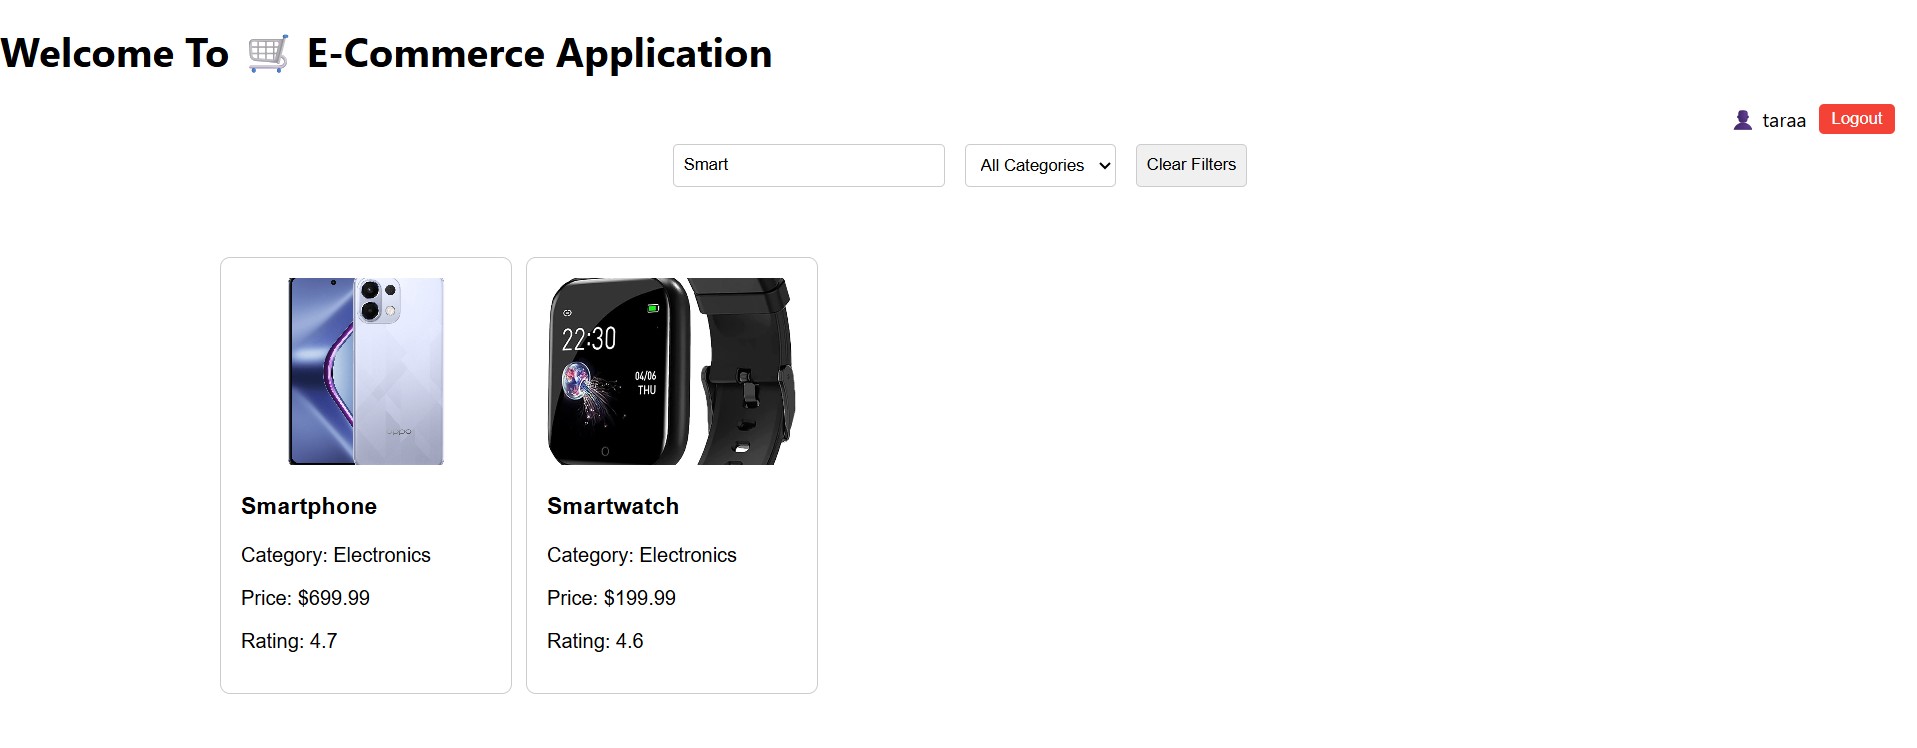 Welcome To 🛒 E-Commerce Application
👤 taraa Logout
Smart All Categories Clear Filters
oppo
22:30
04/06
THU
Smartphone
Category: Electronics
Price: $699.99
Rating: 4.7
Smartwatch
Category: Electronics
Price: $199.99
Rating: 4.6